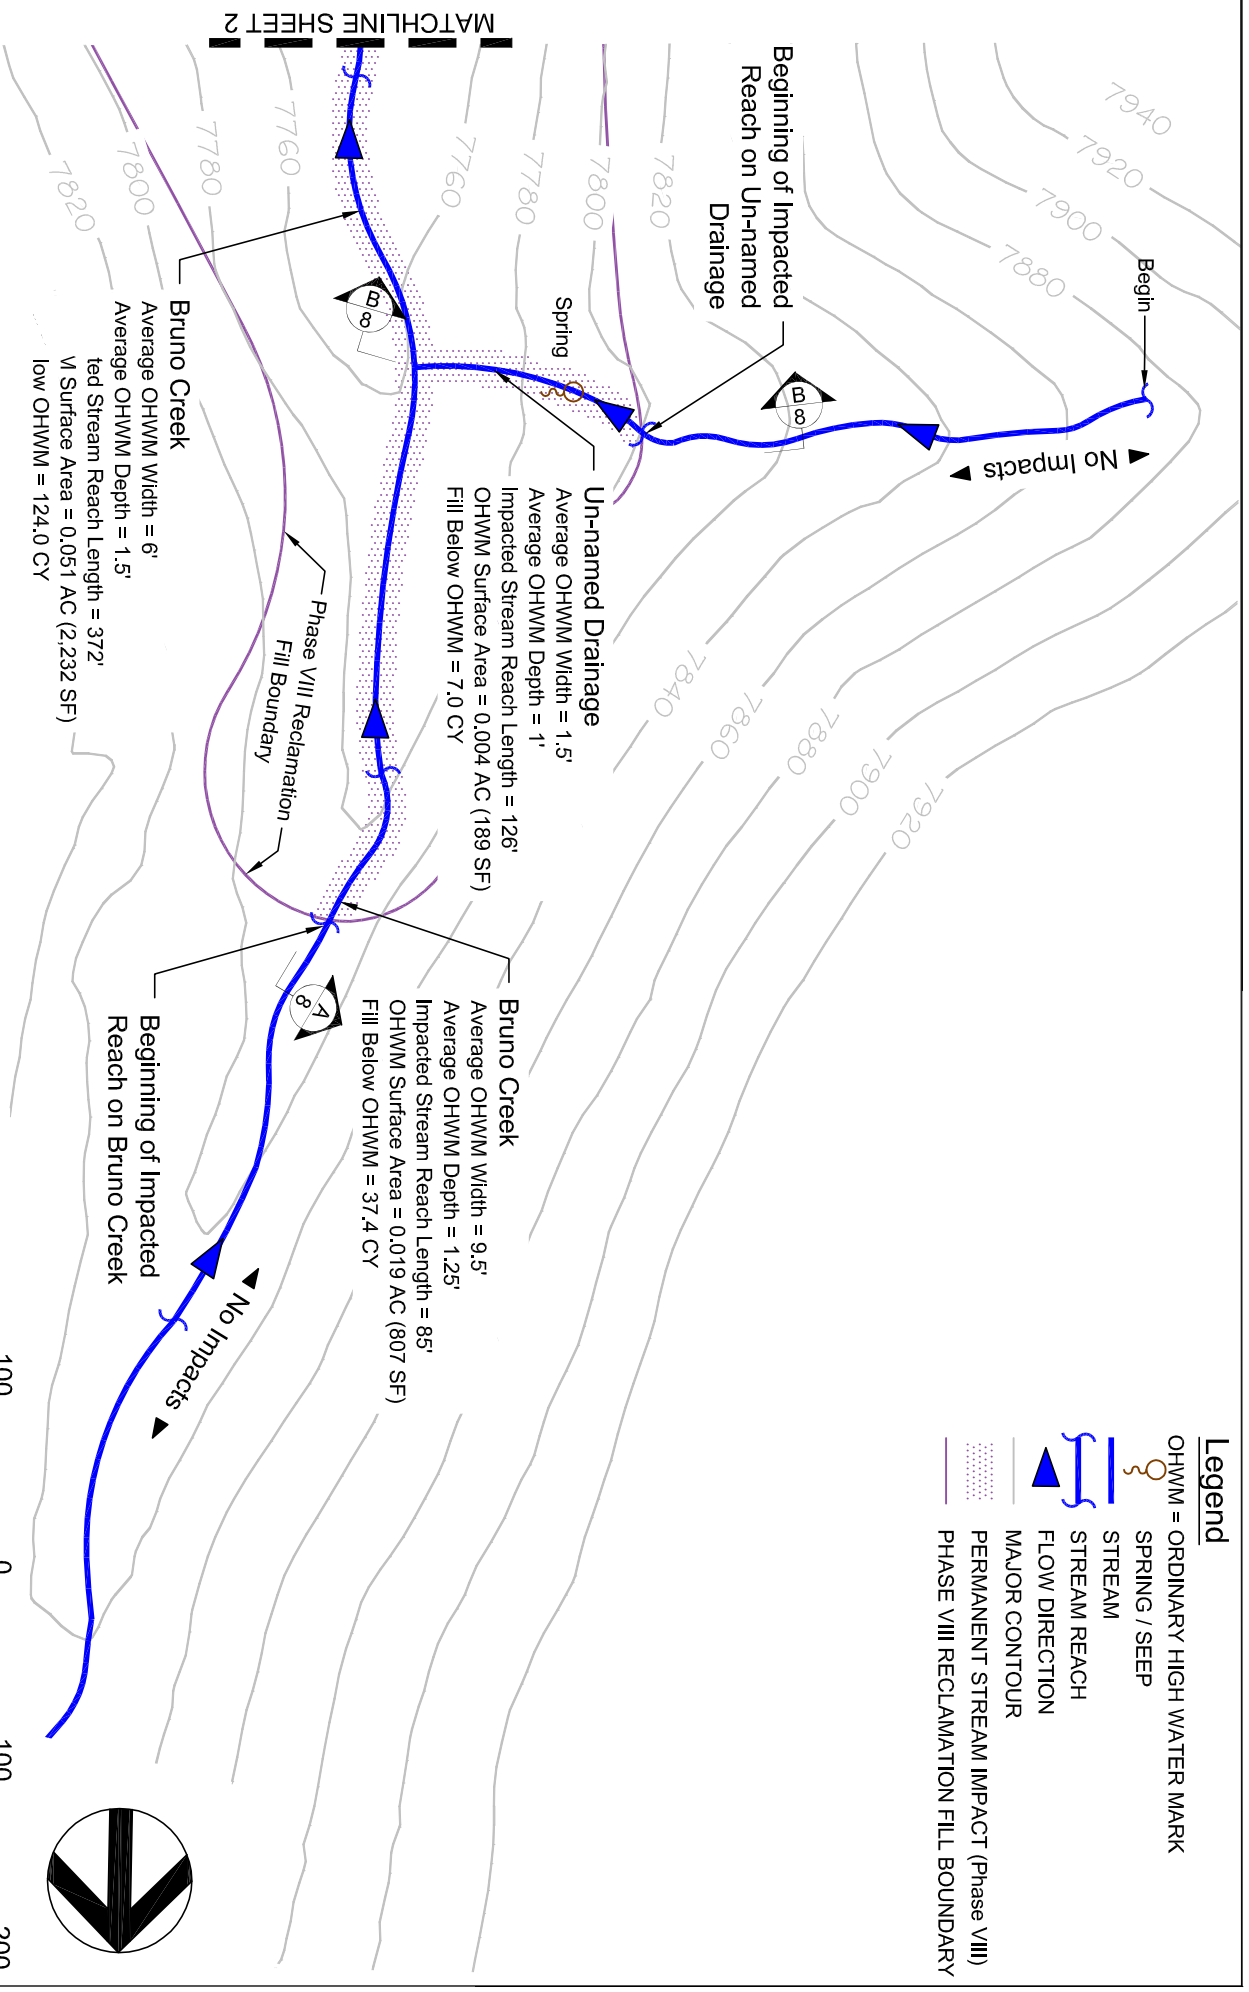 Legend
OHWM = ORDINARY HIGH WATER MARK
SPRING / SEEP
STREAM
STREAM REACH
FLOW DIRECTION
MAJOR CONTOUR
PERMANENT STREAM IMPACT (Phase VIII)
PHASE VIII RECLAMATION FILL BOUNDARY
MATCHLINE SHEET 2
Begin
No Impacts
Beginning of Impacted
Reach on Un-named
Drainage
Spring
B
8
B
8
Un-named Drainage
Average OHWM Width = 1.5'
Average OHWM Depth = 1'
Impacted Stream Reach Length = 126'
OHWM Surface Area = 0.004 AC (189 SF)
Fill Below OHWM = 7.0 CY
Bruno Creek
Average OHWM Width = 6'
Average OHWM Depth = 1.5'
ted Stream Reach Length = 372'
M Surface Area = 0.051 AC (2,232 SF)
low OHWM = 124.0 CY
Phase VIII Reclamation
Fill Boundary
Bruno Creek
Average OHWM Width = 9.5'
Average OHWM Depth = 1.25'
Impacted Stream Reach Length = 85'
OHWM Surface Area = 0.019 AC (807 SF)
Fill Below OHWM = 37.4 CY
A
8
Beginning of Impacted
Reach on Bruno Creek
No Impacts
7940
7920
7900
7880
7820
7800
7780
7760
7760
7780
7800
7820
7840
7860
7880
7900
7920
100
0
100
200